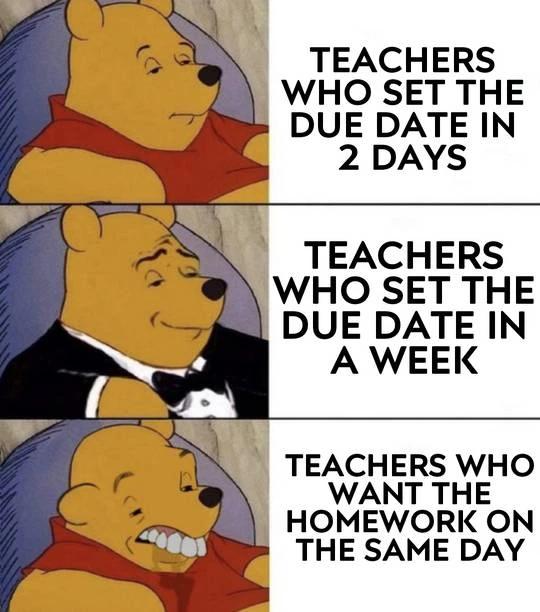 TEACHERS
WHO SET THE
DUE DATE IN
2 DAYS
TEACHERS
WHO SET THE
DUE DATE IN
A WEEK
TEACHERS WHO
WANT THE
HOMEWORK ON
THE SAME DAY